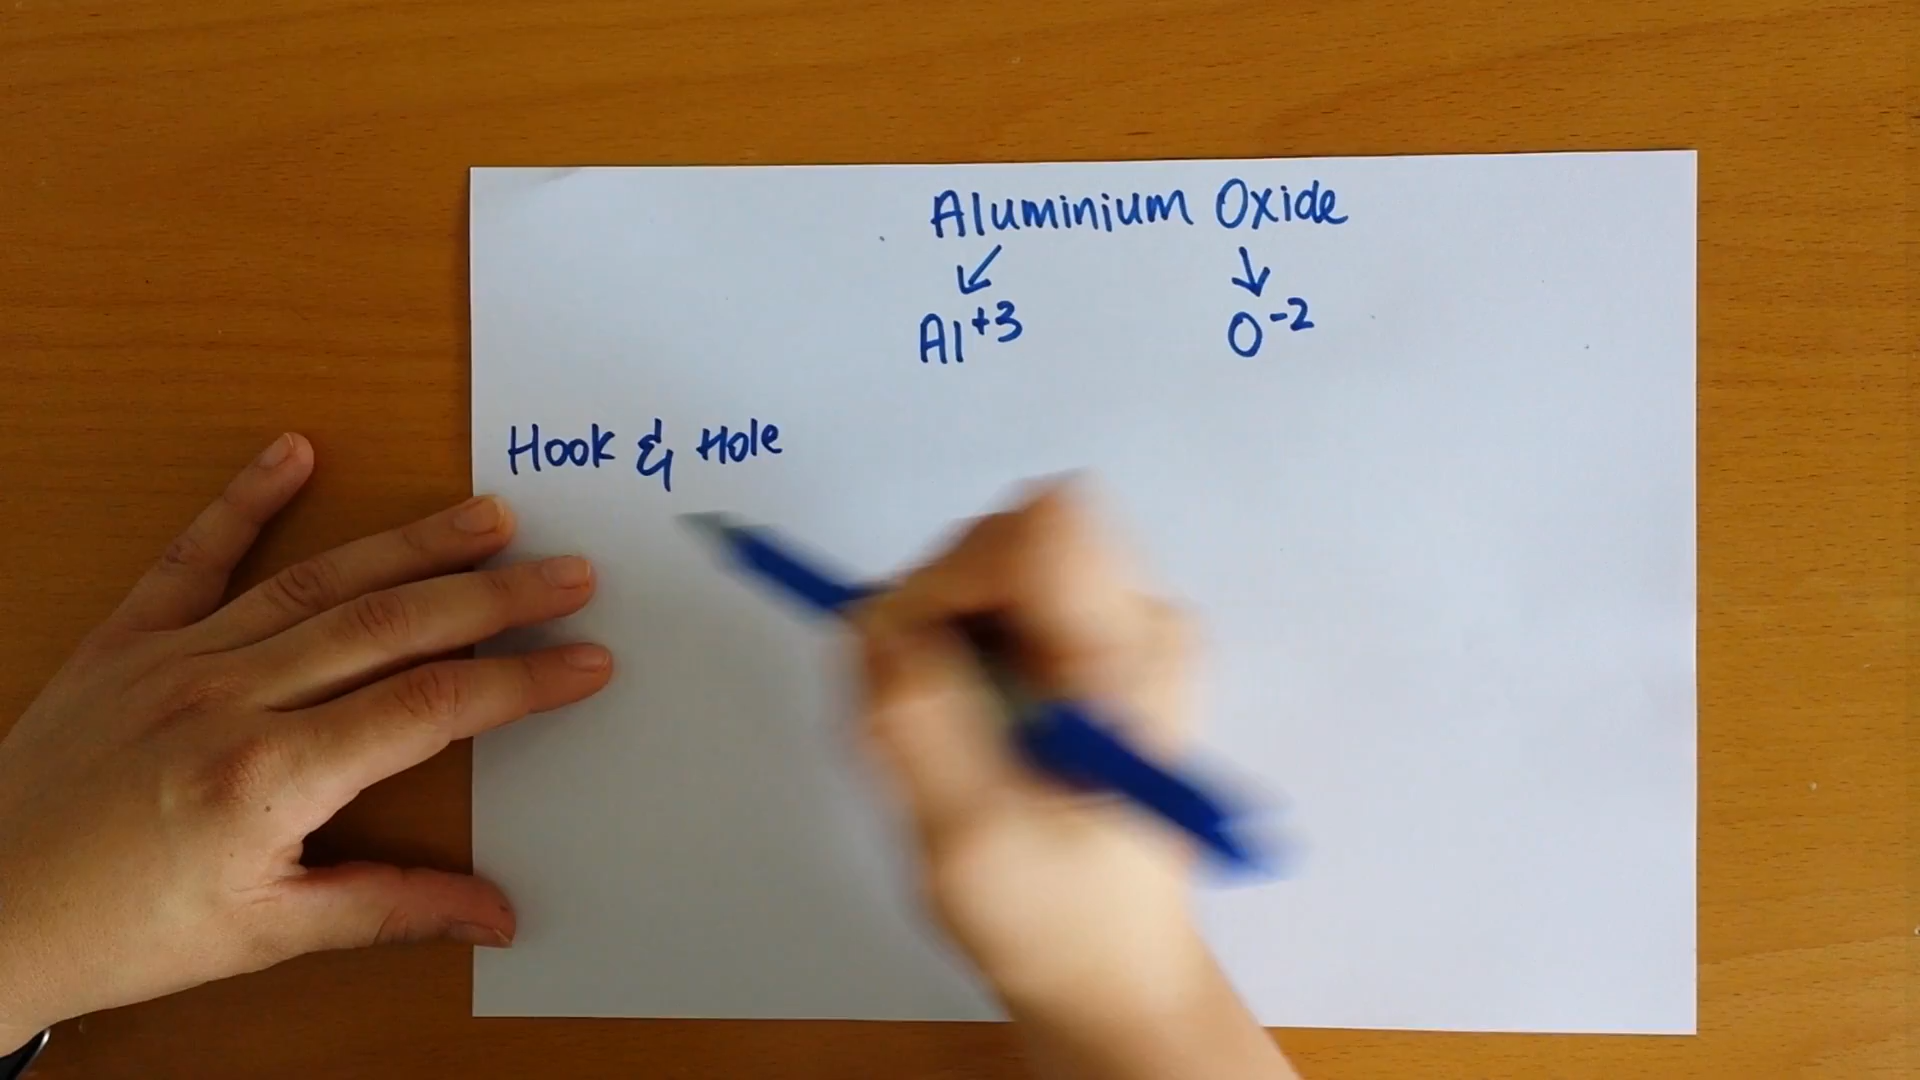 Aluminium Oxide
↙ ↓
Al⁺³ O⁻²
Hook & Hole